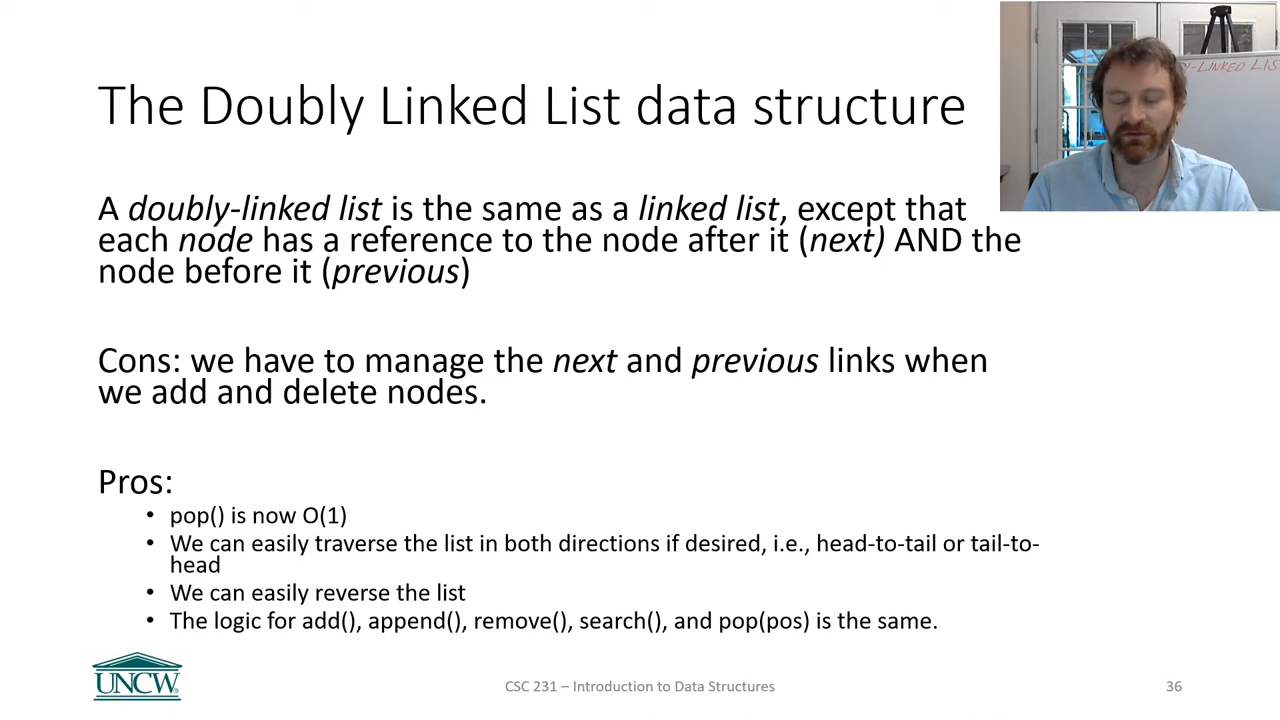 The Doubly Linked List data structure
Y-LINKED LIS
A doubly-linked list is the same as a linked list, except that
each node has a reference to the node after it (next) AND the
node before it (previous)
Cons: we have to manage the next and previous links when
we add and delete nodes.
Pros:
• pop() is now O(1)
• We can easily traverse the list in both directions if desired, i.e., head-to-tail or tail-to-
head
• We can easily reverse the list
• The logic for add(), append(), remove(), search(), and pop(pos) is the same.
UNCW
CSC 231 – Introduction to Data Structures
36